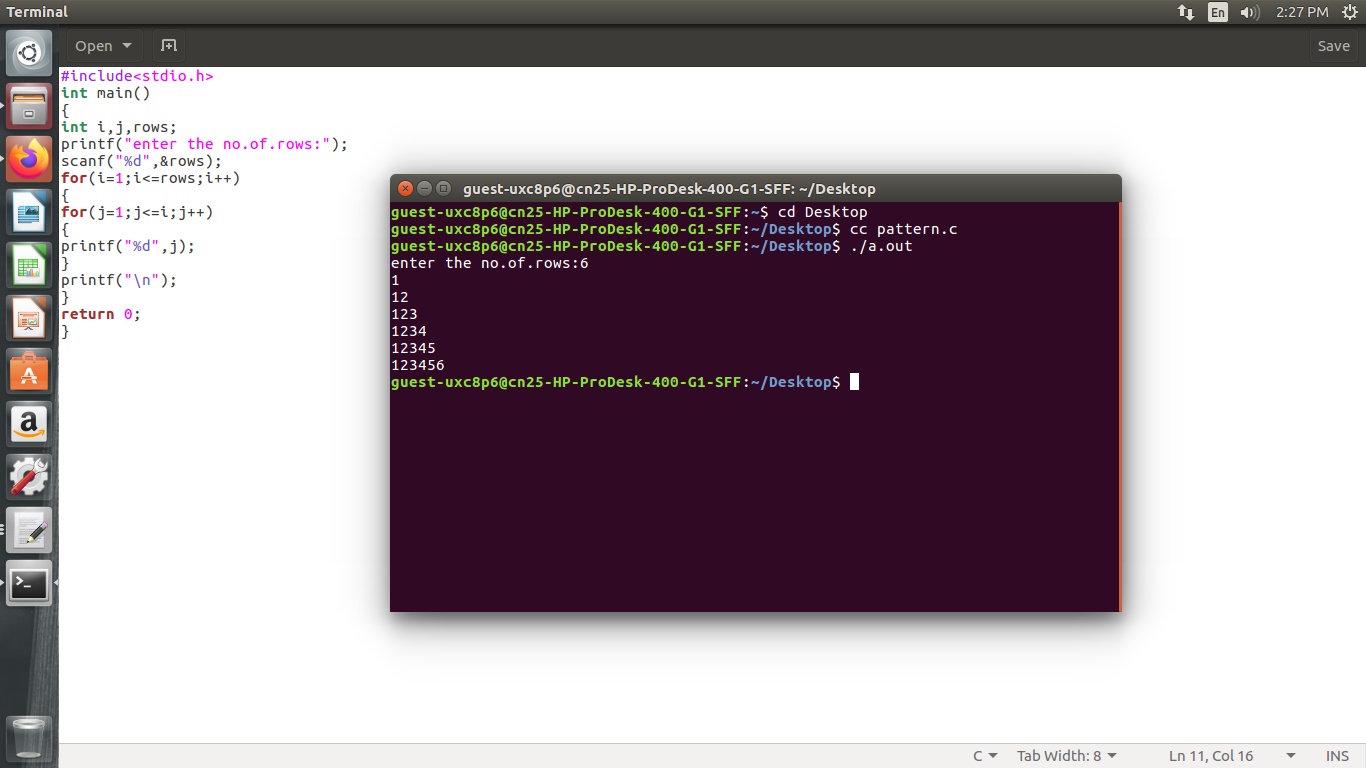 Terminal
En
2:27 PM
Open
Save
#include<stdio.h>
int main()
{
int i,j,rows;
printf("enter the no.of.rows:");
scanf("%d",&rows);
for(i=1;i<=rows;i++)
{
for(j=1;j<=i;j++)
{
printf("%d",j);
}
printf("\n");
}
return 0;
}
guest-uxc8p6@cn25-HP-ProDesk-400-G1-SFF: ~/Desktop
guest-uxc8p6@cn25-HP-ProDesk-400-G1-SFF:~$ cd Desktop
guest-uxc8p6@cn25-HP-ProDesk-400-G1-SFF:~/Desktop$ cc pattern.c
guest-uxc8p6@cn25-HP-ProDesk-400-G1-SFF:~/Desktop$ ./a.out
enter the no.of.rows:6
1
12
123
1234
12345
123456
guest-uxc8p6@cn25-HP-ProDesk-400-G1-SFF:~/Desktop$
C
Tab Width: 8
Ln 11, Col 16
INS